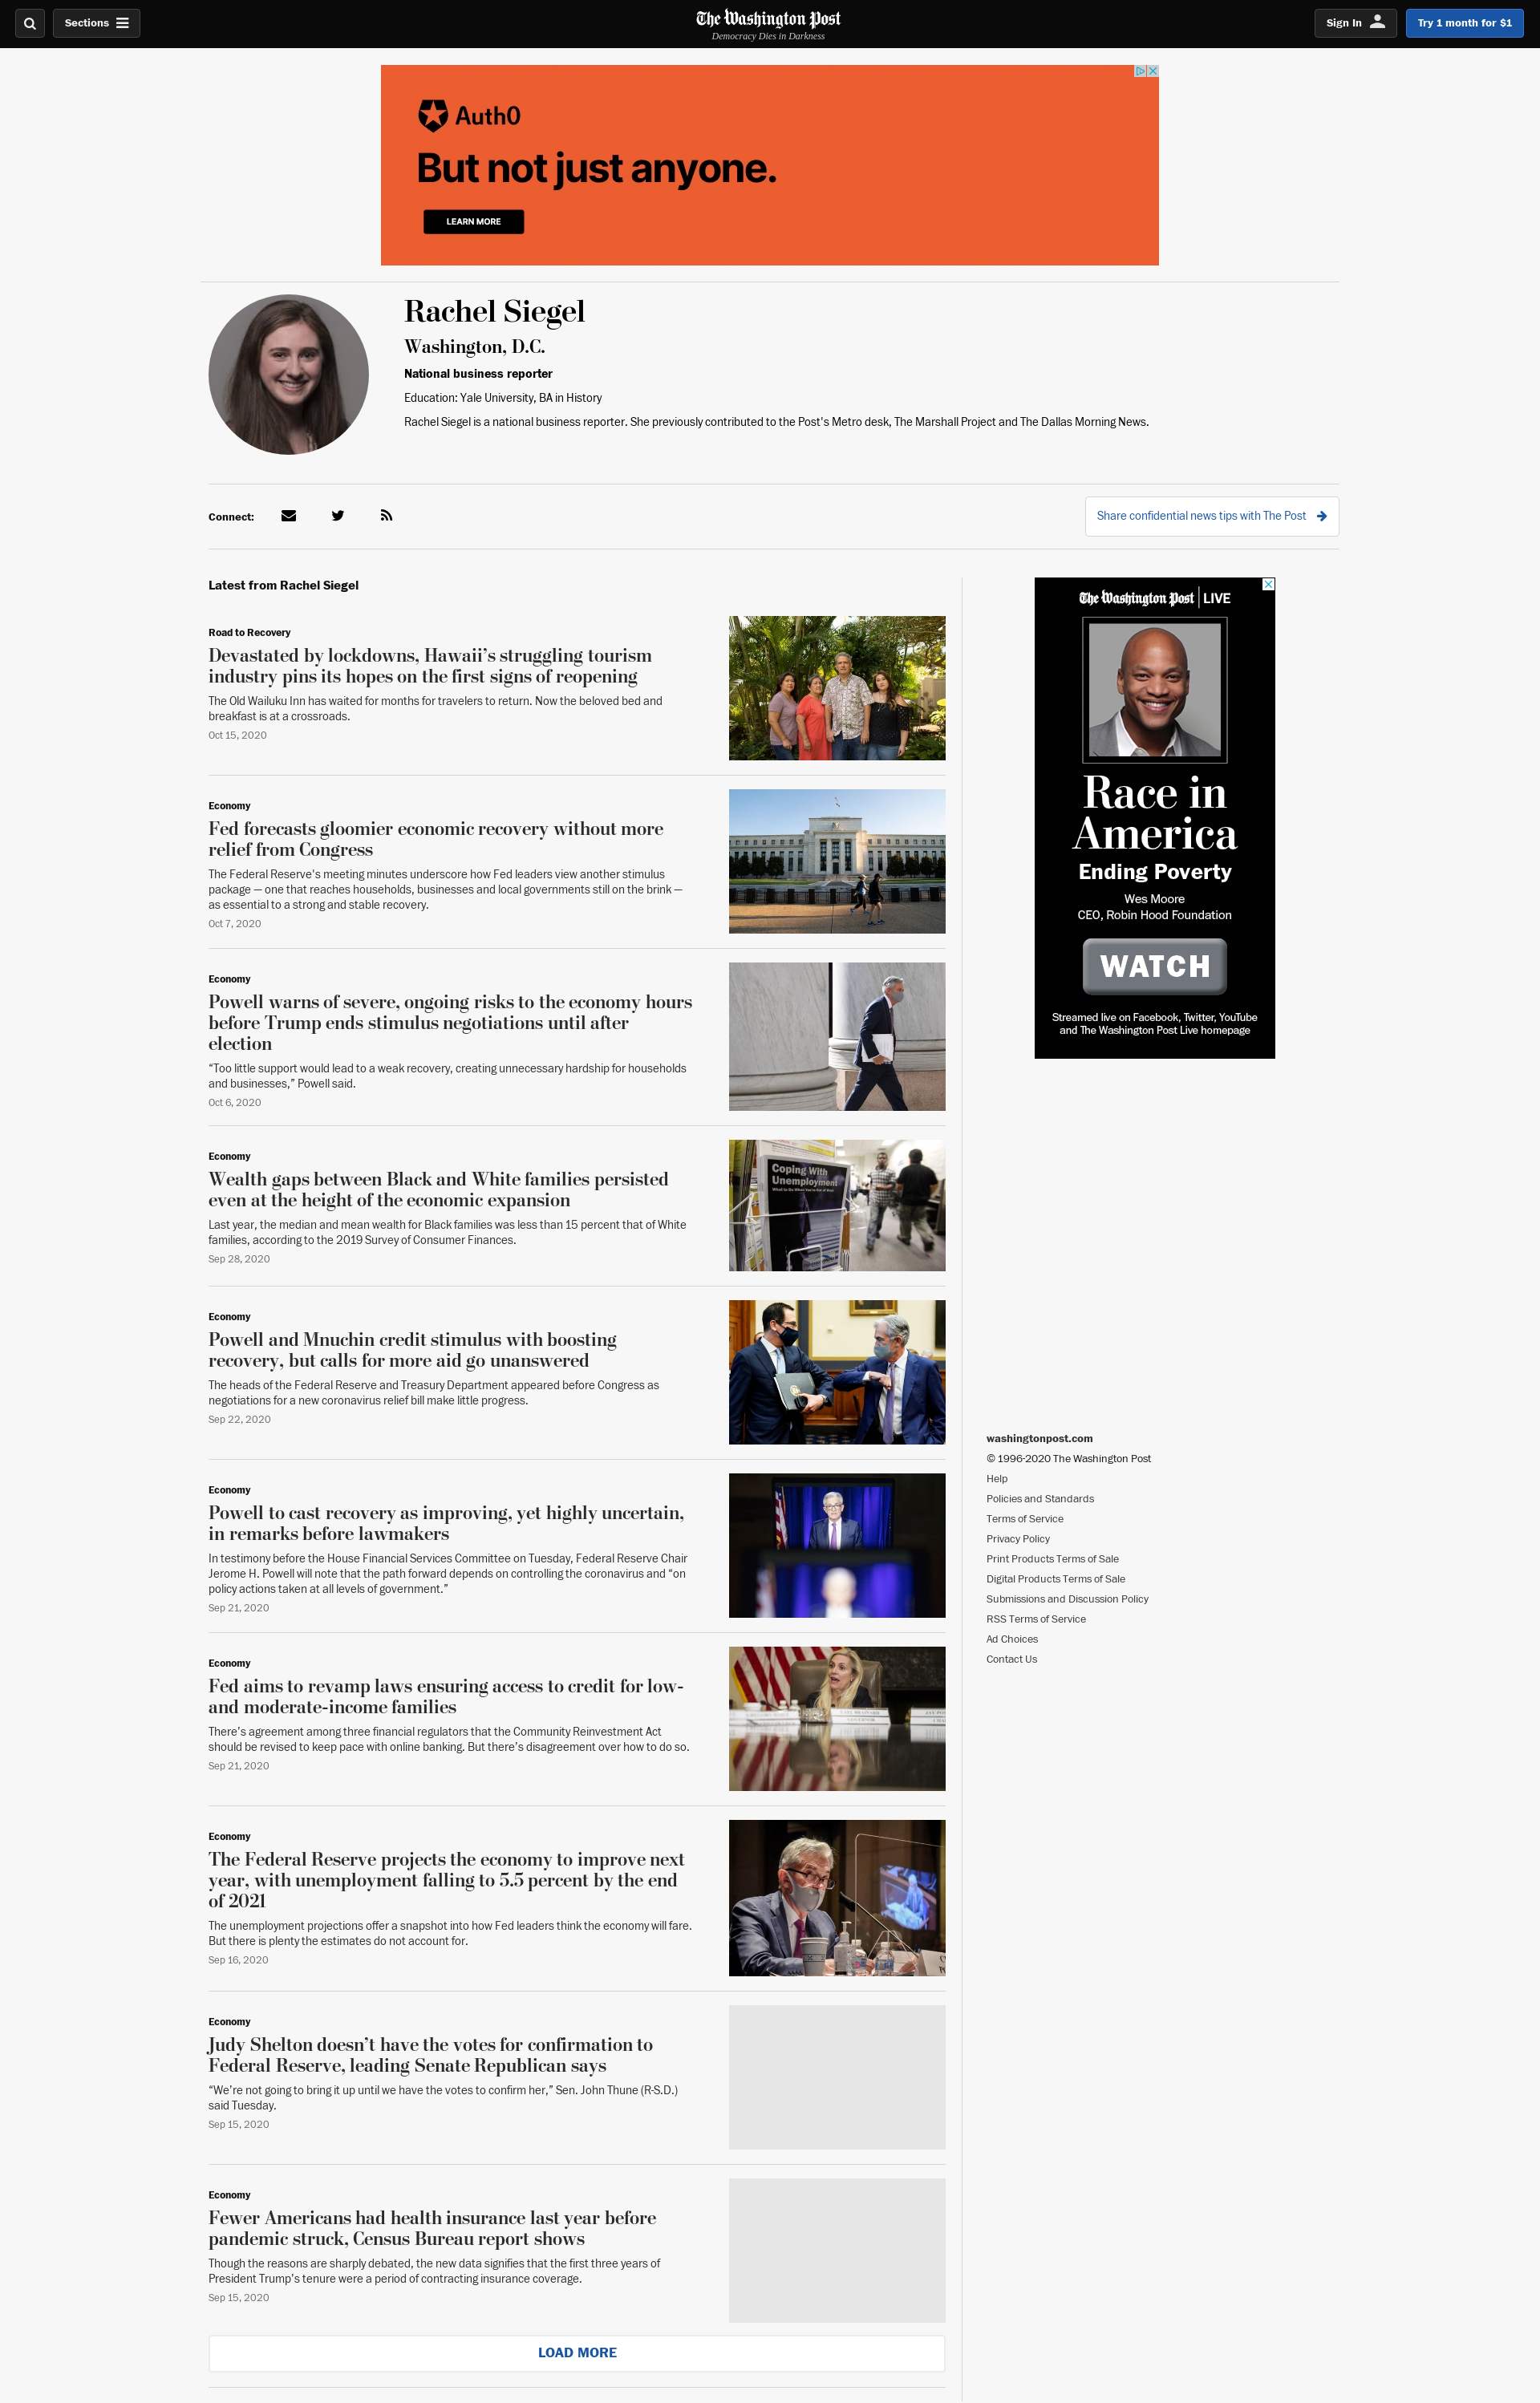 Sections
The Washington Post
Democracy Dies in Darkness
Sign In
Try 1 month for $1
Auth0
But not just anyone.
LEARN MORE
Rachel Siegel
Washington, D.C.
National business reporter
Education: Yale University, BA in History
Rachel Siegel is a national business reporter. She previously contributed to the Post's Metro desk, The Marshall Project and The Dallas Morning News.
Connect:
Share confidential news tips with The Post
Latest from Rachel Siegel
Road to Recovery
Devastated by lockdowns, Hawaii’s struggling tourism
industry pins its hopes on the first signs of reopening
The Old Wailuku Inn has waited for months for travelers to return. Now the beloved bed and
breakfast is at a crossroads.
Oct 15, 2020
Economy
Fed forecasts gloomier economic recovery without more
relief from Congress
The Federal Reserve's meeting minutes underscore how Fed leaders view another stimulus
package — one that reaches households, businesses and local governments still on the brink —
as essential to a strong and stable recovery.
Oct 7, 2020
Economy
Powell warns of severe, ongoing risks to the economy hours
before Trump ends stimulus negotiations until after
election
“Too little support would lead to a weak recovery, creating unnecessary hardship for households
and businesses,” Powell said.
Oct 6, 2020
Economy
Wealth gaps between Black and White families persisted
even at the height of the economic expansion
Last year, the median and mean wealth for Black families was less than 15 percent that of White
families, according to the 2019 Survey of Consumer Finances.
Sep 28, 2020
Coping With
Unemployment
Economy
Powell and Mnuchin credit stimulus with boosting
recovery, but calls for more aid go unanswered
The heads of the Federal Reserve and Treasury Department appeared before Congress as
negotiations for a new coronavirus relief bill make little progress.
Sep 22, 2020
Economy
Powell to cast recovery as improving, yet highly uncertain,
in remarks before lawmakers
In testimony before the House Financial Services Committee on Tuesday, Federal Reserve Chair
Jerome H. Powell will note that the path forward depends on controlling the coronavirus and “on
policy actions taken at all levels of government.”
Sep 21, 2020
Economy
Fed aims to revamp laws ensuring access to credit for low-
and moderate-income families
There’s agreement among three financial regulators that the Community Reinvestment Act
should be revised to keep pace with online banking. But there’s disagreement over how to do so.
Sep 21, 2020
Economy
The Federal Reserve projects the economy to improve next
year, with unemployment falling to 5.5 percent by the end
of 2021
The unemployment projections offer a snapshot into how Fed leaders think the economy will fare.
But there is plenty the estimates do not account for.
Sep 16, 2020
Economy
Judy Shelton doesn’t have the votes for confirmation to
Federal Reserve, leading Senate Republican says
“We’re not going to bring it up until we have the votes to confirm her,” Sen. John Thune (R-S.D.)
said Tuesday.
Sep 15, 2020
Economy
Fewer Americans had health insurance last year before
pandemic struck, Census Bureau report shows
Though the reasons are sharply debated, the new data signifies that the first three years of
President Trump’s tenure were a period of contracting insurance coverage.
Sep 15, 2020
LOAD MORE
The Washington Post LIVE
Race in
America
Ending Poverty
Wes Moore
CEO, Robin Hood Foundation
WATCH
Streamed live on Facebook, Twitter, YouTube
and The Washington Post Live homepage
washingtonpost.com
© 1996-2020 The Washington Post
Help
Policies and Standards
Terms of Service
Privacy Policy
Print Products Terms of Sale
Digital Products Terms of Sale
Submissions and Discussion Policy
RSS Terms of Service
Ad Choices
Contact Us